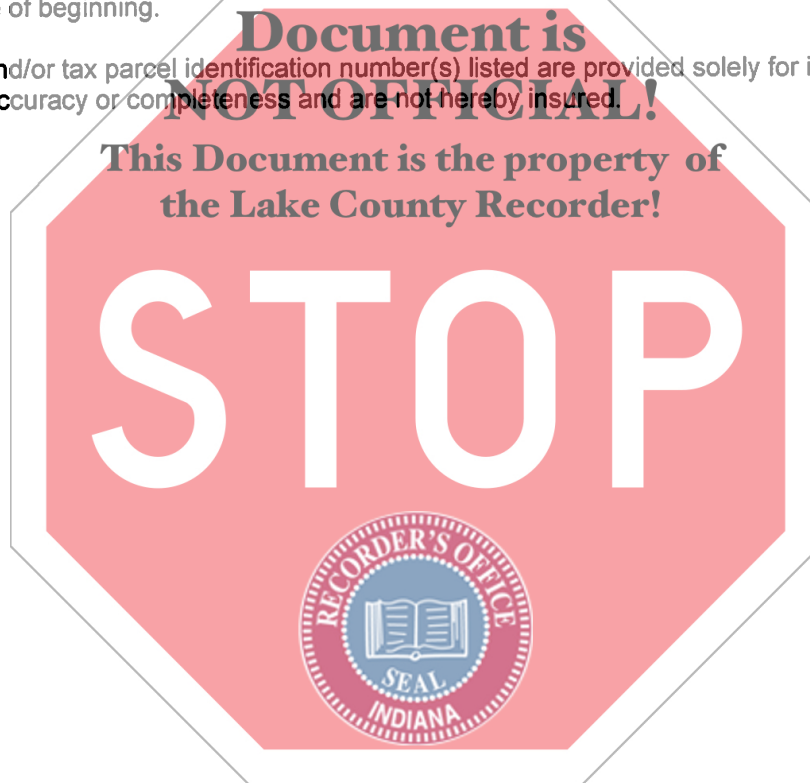 of beginning.
Document is
nd/or tax parcel identification number(s) listed are provided solely for i
NOT OFFICIAL!
ccuracy or completeness and are not hereby insured.
This Document is the property of
the Lake County Recorder!
STOP
RECORDER'S OFFICE
SEAL
INDIANA